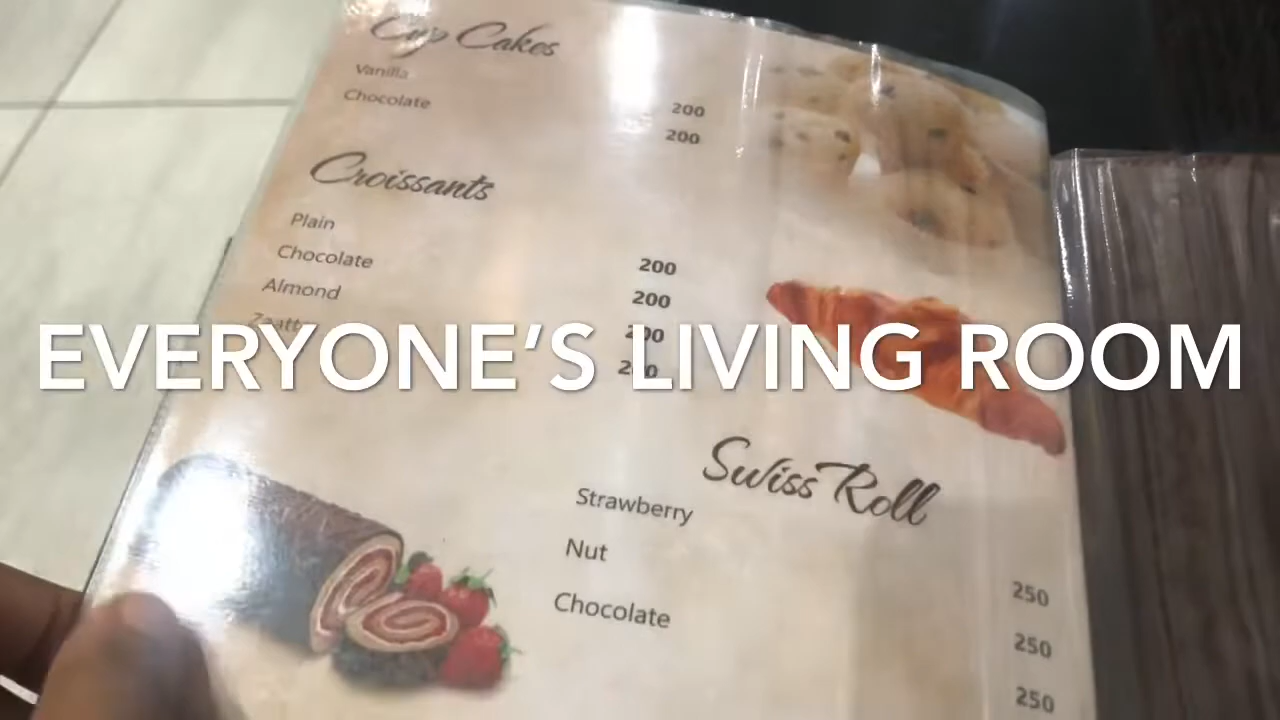 Cup Cakes
Vanilla 200
Chocolate 200
Croissants
Plain 200
Chocolate 200
Almond 200
EVERYONE'S LIVING ROOM
Swiss Roll
Strawberry 250
Nut 250
Chocolate 250